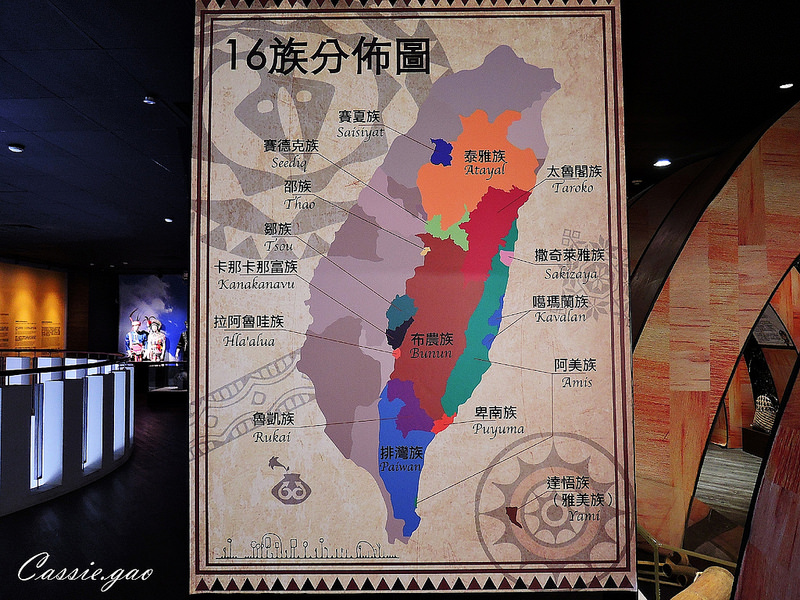 16族分佈圖
賽夏族
Saisiyat
賽德克族
Seediq
泰雅族
Atayal
太魯閣族
Taroko
邵族
Thao
鄒族
Tsou
撒奇萊雅族
Sakizaya
卡那卡那富族
Kanakanavu
噶瑪蘭族
Kavalan
拉阿魯哇族
Hla'alua
布農族
Bunun
阿美族
Amis
魯凱族
Rukai
卑南族
Puyuma
排灣族
Paiwan
達悟族
（雅美族）
Yami
Cassie.gao